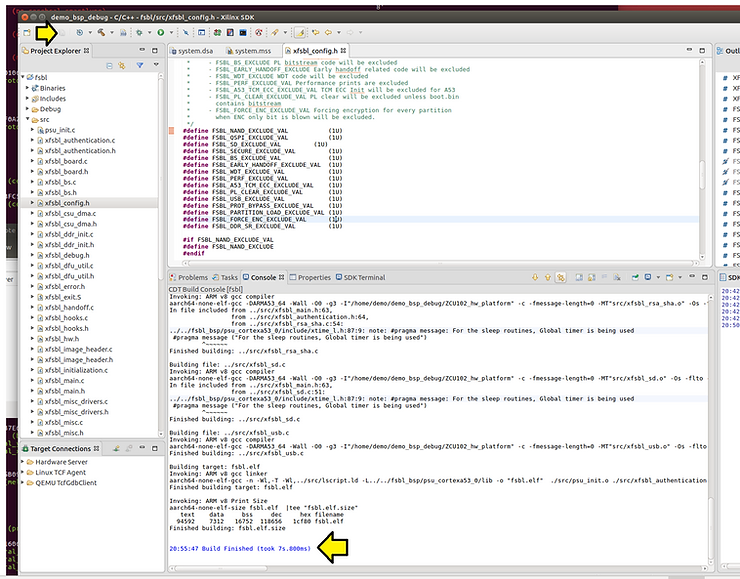 demo_bsp_debug - C/C++ - fsbl/src/xfsbl_config.h - Xilinx SDK
Project Explorer
fsbl
Binaries
Includes
Debug
src
psu_init.c
xfsbl_authentication.c
xfsbl_authentication.h
xfsbl_board.c
xfsbl_board.h
xfsbl_bs.c
xfsbl_bs.h
xfsbl_config.h
xfsbl_csu_dma.c
xfsbl_csu_dma.h
xfsbl_ddr_init.c
xfsbl_ddr_init.h
xfsbl_debug.h
xfsbl_dfu_util.c
xfsbl_dfu_util.h
xfsbl_error.h
xfsbl_exit.S
xfsbl_handoff.c
xfsbl_hooks.c
xfsbl_hooks.h
xfsbl_hw.h
xfsbl_image_header.c
xfsbl_image_header.h
xfsbl_initialization.c
xfsbl_main.c
xfsbl_main.h
xfsbl_misc_drivers.c
xfsbl_misc_drivers.h
xfsbl_misc.c
xfsbl_misc.h
Target Connections
Hardware Server
Linux TCF Agent
QEMU TcfGdbClient
system.dsa system.mss xfsbl_config.h
* - FSBL_BS_EXCLUDE PL bitstream code will be excluded
* - FSBL_EARLY_HANDOFF_EXCLUDE Early handoff related code will be excluded
* - FSBL_WDT_EXCLUDE WDT code will be excluded
* - FSBL_PERF_EXCLUDE_VAL Performance prints are excluded
* - FSBL_A53_TCM_ECC_EXCLUDE_VAL TCM ECC Init will be excluded for A53
* - FSBL_PL_CLEAR_EXCLUDE_VAL PL clear will be excluded unless boot.bin
* contains bitstream
* - FSBL_FORCE_ENC_EXCLUDE_VAL Forcing encryption for every partition
* when ENC only bit is blown will be excluded.
*/
#define FSBL_NAND_EXCLUDE_VAL (1U)
#define FSBL_QSPI_EXCLUDE_VAL (1U)
#define FSBL_SD_EXCLUDE_VAL (1U)
#define FSBL_SECURE_EXCLUDE_VAL (1U)
#define FSBL_BS_EXCLUDE_VAL (1U)
#define FSBL_EARLY_HANDOFF_EXCLUDE_VAL (1U)
#define FSBL_WDT_EXCLUDE_VAL (1U)
#define FSBL_PERF_EXCLUDE_VAL (1U)
#define FSBL_A53_TCM_ECC_EXCLUDE_VAL (1U)
#define FSBL_PL_CLEAR_EXCLUDE_VAL (1U)
#define FSBL_USB_EXCLUDE_VAL (1U)
#define FSBL_PROT_BYPASS_EXCLUDE_VAL (1U)
#define FSBL_PARTITION_LOAD_EXCLUDE_VAL (1U)
#define FSBL_FORCE_ENC_EXCLUDE_VAL (1U)
#define FSBL_DDR_SR_EXCLUDE_VAL (1U)
#if FSBL_NAND_EXCLUDE_VAL
#define FSBL_NAND_EXCLUDE
#endif
Problems Tasks Console Properties SDK Terminal
CDT Build Console [fsbl]
Invoking: ARM v8 gcc compiler
aarch64-none-elf-gcc -DARMA53_64 -Wall -O0 -g3 -I"/home/demo/demo_bsp_debug/ZCU102_hw_platform" -c -fmessage-length=0 -MT"src/xfsbl_rsa_sha.o" -Os
In file included from ../src/xfsbl_main.h:63,
from ../src/xfsbl_authentication.h:64,
from ../src/xfsbl_rsa_sha.c:54:
../../fsbl_bsp/psu_cortexa53_0/include/xtime_l.h:87:9: note: #pragma message: For the sleep routines, Global timer is being used
#pragma message ("For the sleep routines, Global timer is being used")
^~~~~~~
Finished building: ../src/xfsbl_rsa_sha.c
Building file: ../src/xfsbl_sd.c
Invoking: ARM v8 gcc compiler
aarch64-none-elf-gcc -DARMA53_64 -Wall -O0 -g3 -I"/home/demo/demo_bsp_debug/ZCU102_hw_platform" -c -fmessage-length=0 -MT"src/xfsbl_sd.o" -Os -flto
In file included from ../src/xfsbl_main.h:63,
from ../src/xfsbl_sd.c:51:
../../fsbl_bsp/psu_cortexa53_0/include/xtime_l.h:87:9: note: #pragma message: For the sleep routines, Global timer is being used
#pragma message ("For the sleep routines, Global timer is being used")
^~~~~~~
Finished building: ../src/xfsbl_sd.c
Building file: ../src/xfsbl_usb.c
Invoking: ARM v8 gcc compiler
aarch64-none-elf-gcc -DARMA53_64 -Wall -O0 -g3 -I"/home/demo/demo_bsp_debug/ZCU102_hw_platform" -c -fmessage-length=0 -MT"src/xfsbl_usb.o" -Os -flto
Finished building: ../src/xfsbl_usb.c
Building target: fsbl.elf
Invoking: ARM v8 gcc linker
aarch64-none-elf-gcc -n -Wl,-T -Wl,../src/lscript.ld -L../../fsbl_bsp/psu_cortexa53_0/lib -o "fsbl.elf" ./src/psu_init.o ./src/xfsbl_authentication
Finished building target: fsbl.elf
Invoking: ARM v8 Print Size
aarch64-none-elf-size fsbl.elf |tee "fsbl.elf.size"
text data bss dec hex filename
94592 7312 16752 118656 1cf80 fsbl.elf
Finished building: fsbl.elf.size
20:55:47 Build Finished (took 7s.800ms)
Outli
SDK
20:42
20:42
20:42
20:42
20:50